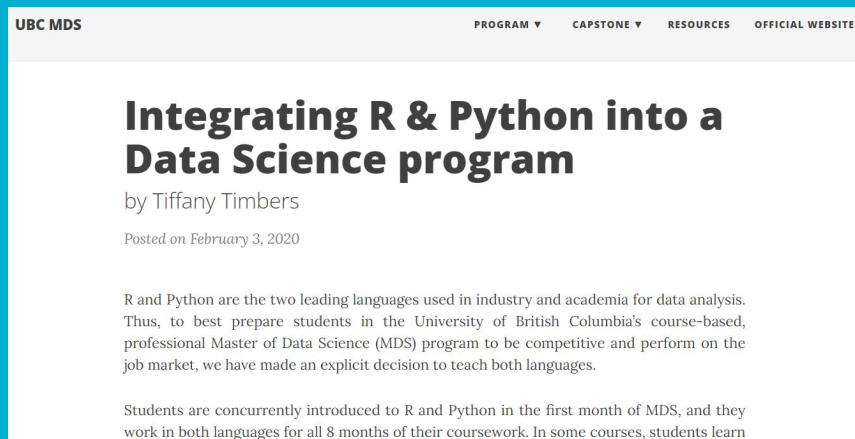 UBC MDS
PROGRAM ▼ CAPSTONE ▼ RESOURCES OFFICIAL WEBSITE
Integrating R & Python into a
Data Science program
by Tiffany Timbers
Posted on February 3, 2020
R and Python are the two leading languages used in industry and academia for data analysis.
Thus, to best prepare students in the University of British Columbia’s course-based,
professional Master of Data Science (MDS) program to be competitive and perform on the
job market, we have made an explicit decision to teach both languages.
Students are concurrently introduced to R and Python in the first month of MDS, and they
work in both languages for all 8 months of their coursework. In some courses, students learn